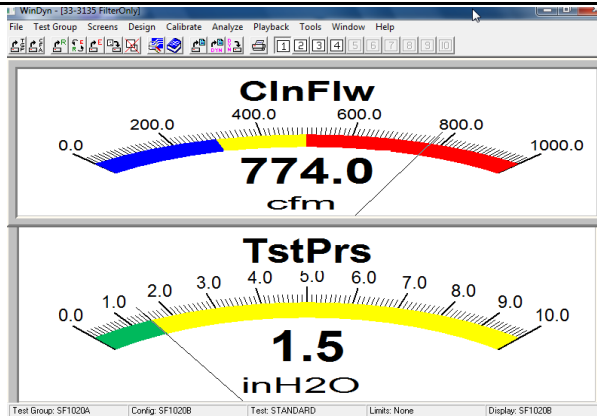 WinDyn - [33-3135 FilterOnly]
File Test Group Screens Design Calibrate Analyze Playback Tools Window Help
1 2 3 4 5 6 7 8 9 10
ClnFlw
0.0 200.0 400.0 600.0 800.0 1000.0
774.0
cfm
TstPrs
0.0 1.0 2.0 3.0 4.0 5.0 6.0 7.0 8.0 9.0 10.0
1.5
inH2O
Test Group: SF1020A Config: SF1020B Test: STANDARD Limits: None Display: SF1020B